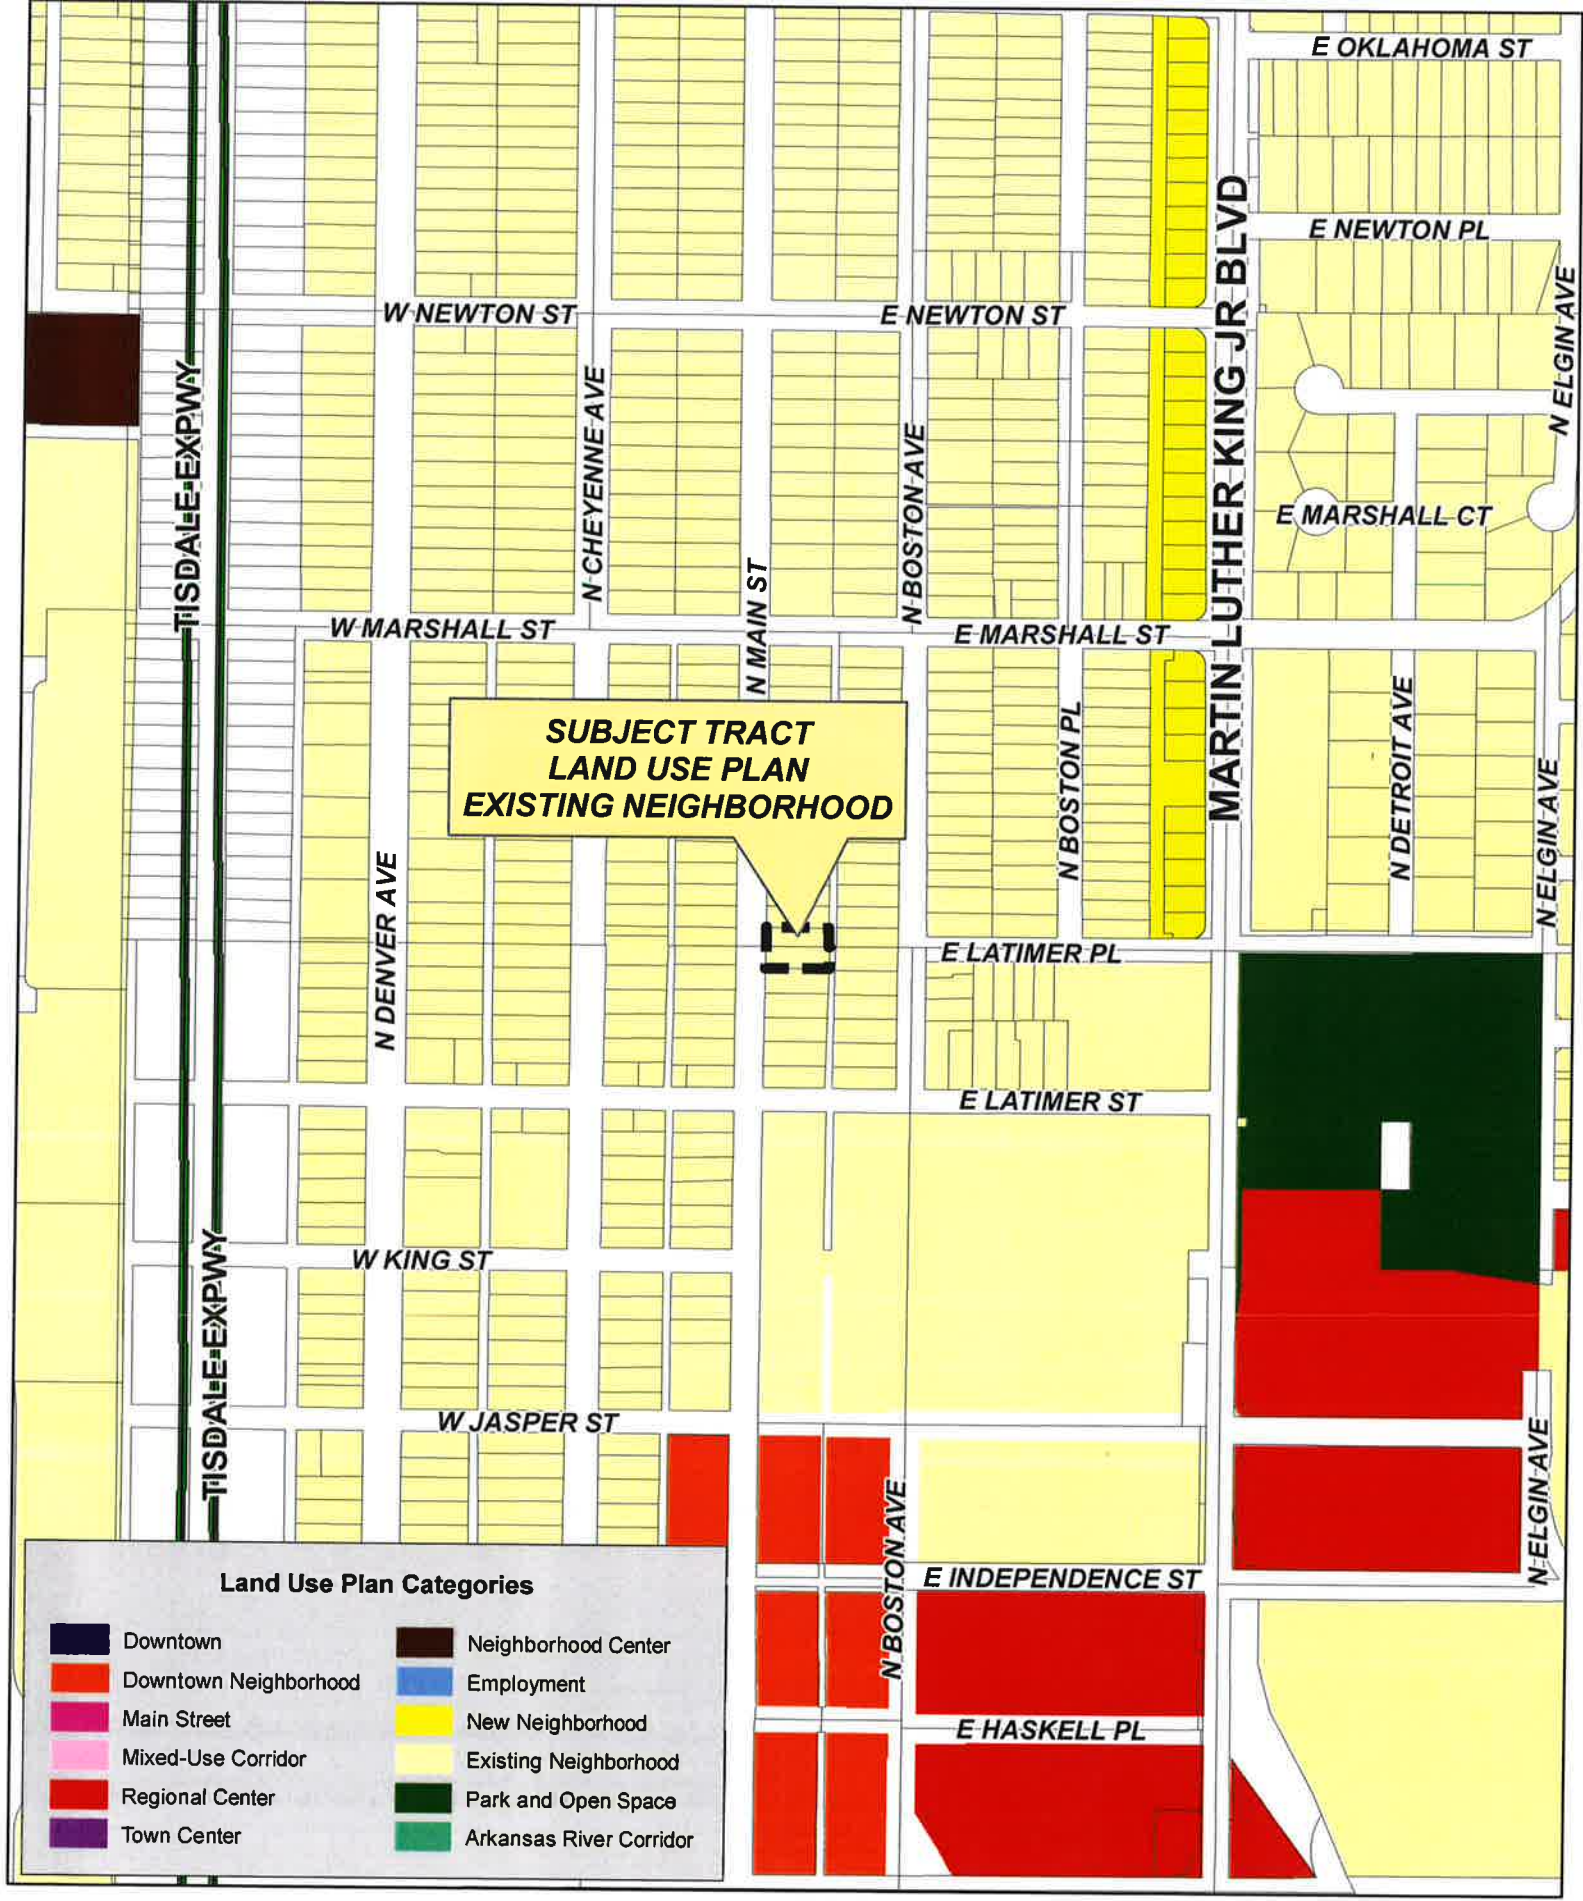 E OKLAHOMA ST
E NEWTON PL
W NEWTON ST
E NEWTON ST
MARTIN LUTHER KING JR BLVD
N ELGIN AVE
TISDALE EXPWY
N CHEYENNE AVE
N BOSTON AVE
E MARSHALL CT
N MAIN ST
W MARSHALL ST
E MARSHALL ST
SUBJECT TRACT
LAND USE PLAN
EXISTING NEIGHBORHOOD
N BOSTON PL
N DETROIT AVE
N ELGIN AVE
N DENVER AVE
E LATIMER PL
E LATIMER ST
W KING ST
TISDALE EXPWY
W JASPER ST
N BOSTON AVE
N ELGIN AVE
E INDEPENDENCE ST
E HASKELL PL
Land Use Plan Categories
Downtown
Downtown Neighborhood
Main Street
Mixed-Use Corridor
Regional Center
Town Center
Neighborhood Center
Employment
New Neighborhood
Existing Neighborhood
Park and Open Space
Arkansas River Corridor